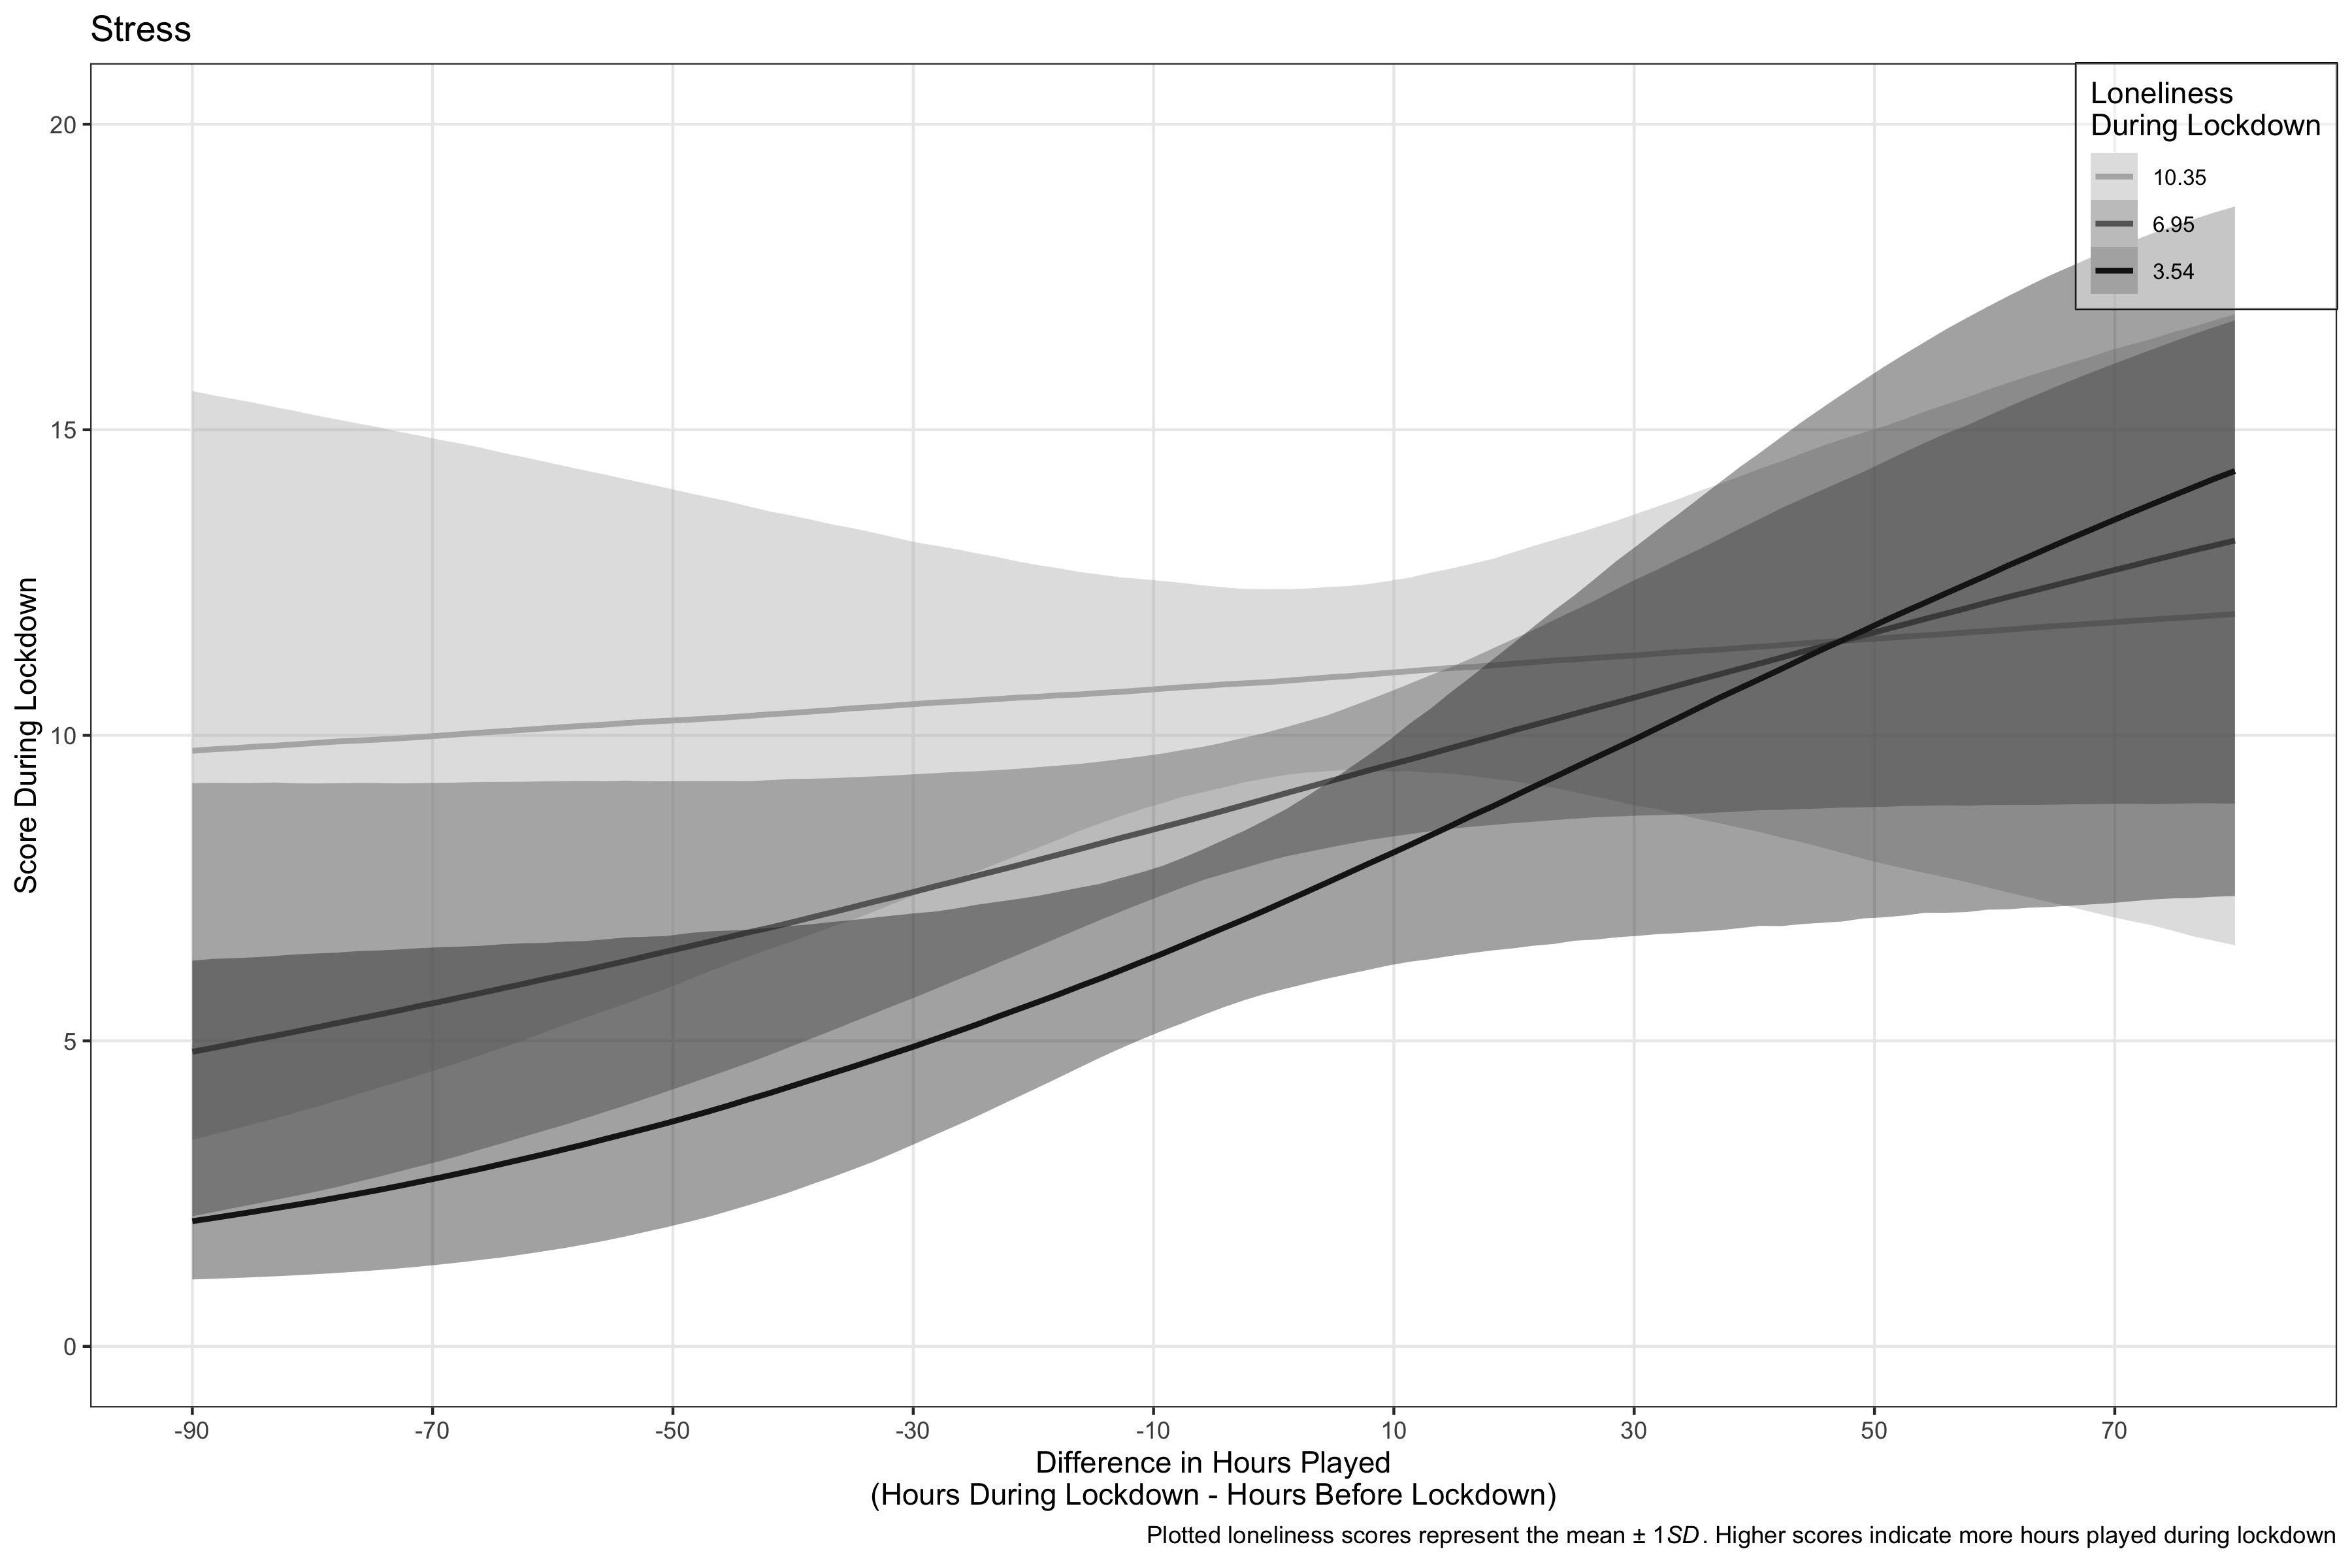 Stress
Score During Lockdown
20
15
10
5
0
Loneliness
During Lockdown
10.35
6.95
3.54
-90 -70 -50 -30 -10 10 30 50 70
Difference in Hours Played
(Hours During Lockdown - Hours Before Lockdown)
Plotted loneliness scores represent the mean ± 1SD. Higher scores indicate more hours played during lockdown